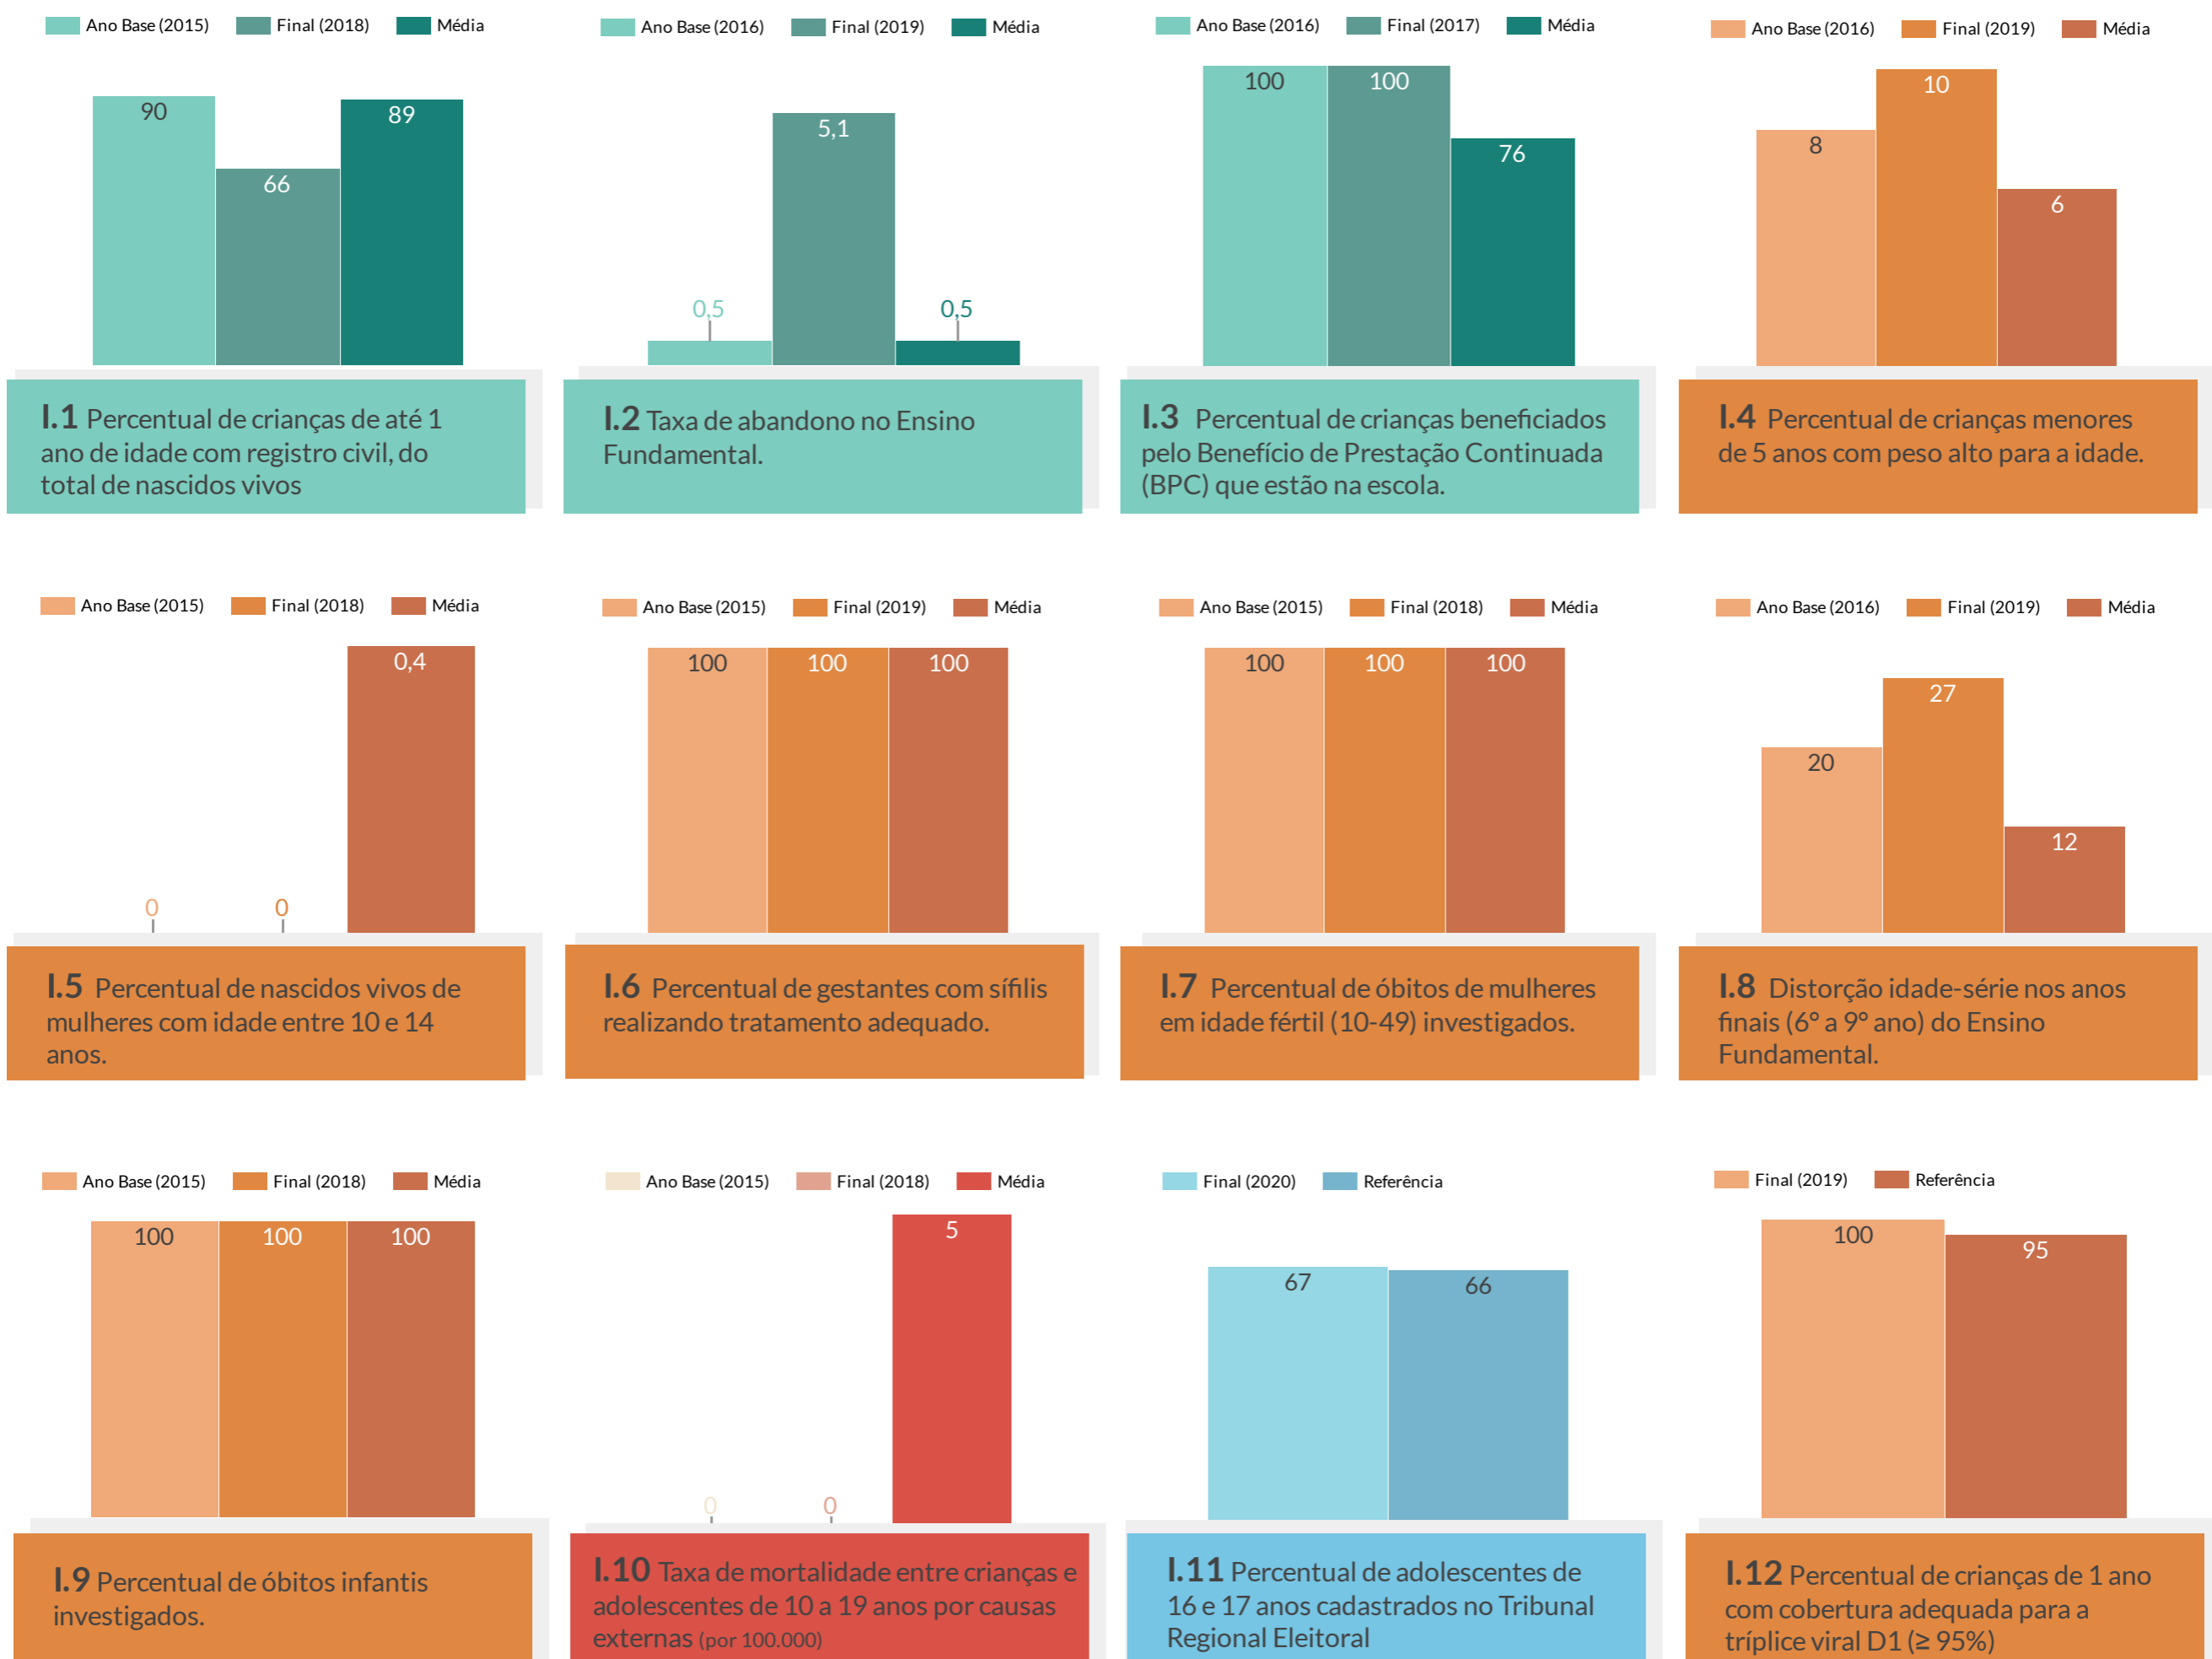 Ano Base (2015) Final (2018) Média
90
66
89
I.1 Percentual de crianças de até 1
ano de idade com registro civil, do
total de nascidos vivos
Ano Base (2016) Final (2019) Média
0,5
5,1
0,5
I.2 Taxa de abandono no Ensino
Fundamental.
Ano Base (2016) Final (2017) Média
100
100
76
I.3 Percentual de crianças beneficiados
pelo Benefício de Prestação Continuada
(BPC) que estão na escola.
Ano Base (2016) Final (2019) Média
8
10
6
I.4 Percentual de crianças menores
de 5 anos com peso alto para a idade.
Ano Base (2015) Final (2018) Média
0
0
0,4
I.5 Percentual de nascidos vivos de
mulheres com idade entre 10 e 14
anos.
Ano Base (2015) Final (2019) Média
100
100
100
I.6 Percentual de gestantes com sífilis
realizando tratamento adequado.
Ano Base (2015) Final (2018) Média
100
100
100
I.7 Percentual de óbitos de mulheres
em idade fértil (10-49) investigados.
Ano Base (2016) Final (2019) Média
20
27
12
I.8 Distorção idade-série nos anos
finais (6° a 9° ano) do Ensino
Fundamental.
Ano Base (2015) Final (2018) Média
100
100
100
I.9 Percentual de óbitos infantis
investigados.
Ano Base (2015) Final (2018) Média
0
0
5
I.10 Taxa de mortalidade entre crianças e
adolescentes de 10 a 19 anos por causas
externas (por 100.000)
Final (2020) Referência
67
66
I.11 Percentual de adolescentes de
16 e 17 anos cadastrados no Tribunal
Regional Eleitoral
Final (2019) Referência
100
95
I.12 Percentual de crianças de 1 ano
com cobertura adequada para a
tríplice viral D1 (≥ 95%)